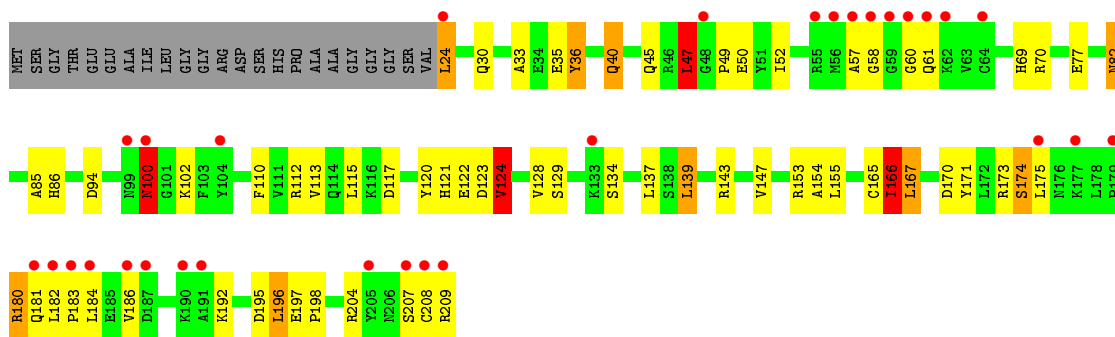 MET SER GLY THR GLU GLU ALA ILE LEU GLY GLY ARG ASP SER HIS PRO ALA ALA GLY GLY GLY SER VAL L24 Q30 A33 E34 E35 Y36 Q40 Q45 R46 L47 G48 P49 E50 Y51 I52 R55 M56 A57 G58 G59 G60 Q61 K62 V63 C64 H69 R70 E77 N82
A85 H86 D94 N99 N100 G101 K102 F103 Y104 F110 V111 R112 V113 Q114 L115 K116 D117 Y120 H121 E122 D123 V124 V128 S129 K133 S134 L137 S138 L139 R143 V147 R153 A154 L155 C165 I166 L167 D170 Y171 L172 R173 S174 L175 N176 K177 L178
R180 Q181 L182 P183 L184 E185 V186 D187 K190 A191 K192 D195 L196 E197 P198 R204 Y205 N206 S207 C208 R209